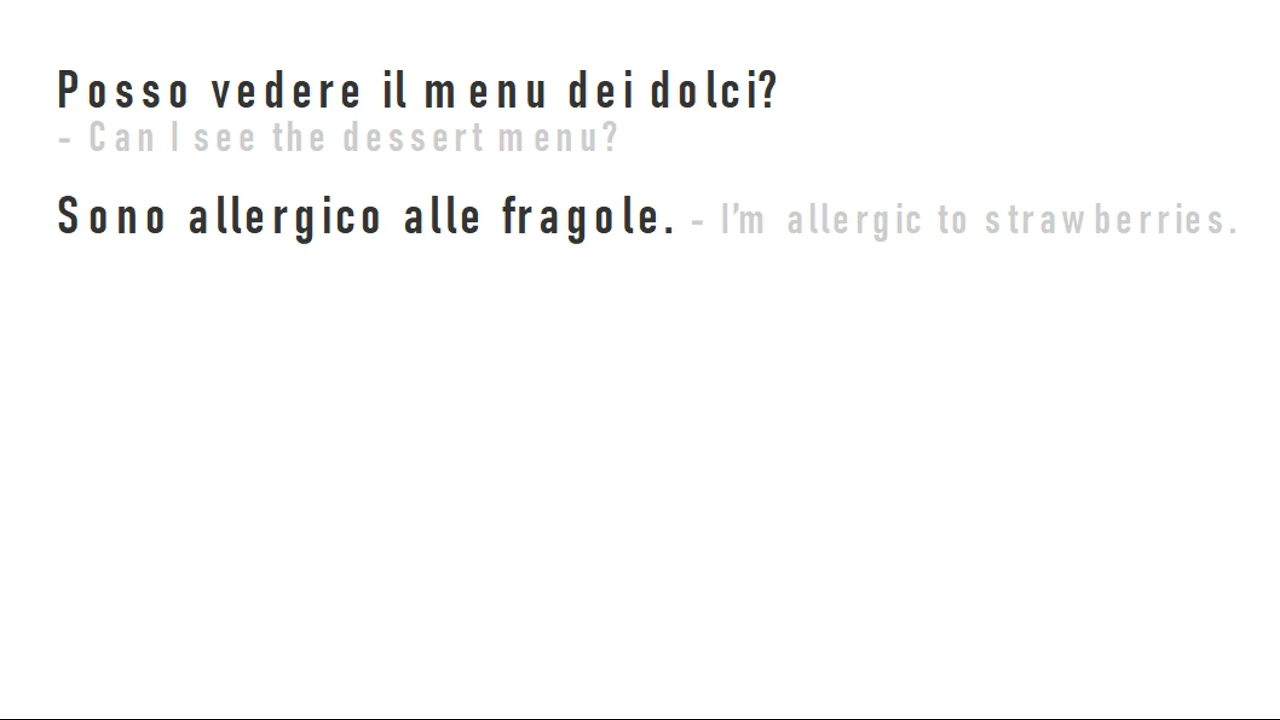 Posso vedere il menu dei dolci?
- Can I see the dessert menu?
Sono allergico alle fragole. - I'm allergic to strawberries.